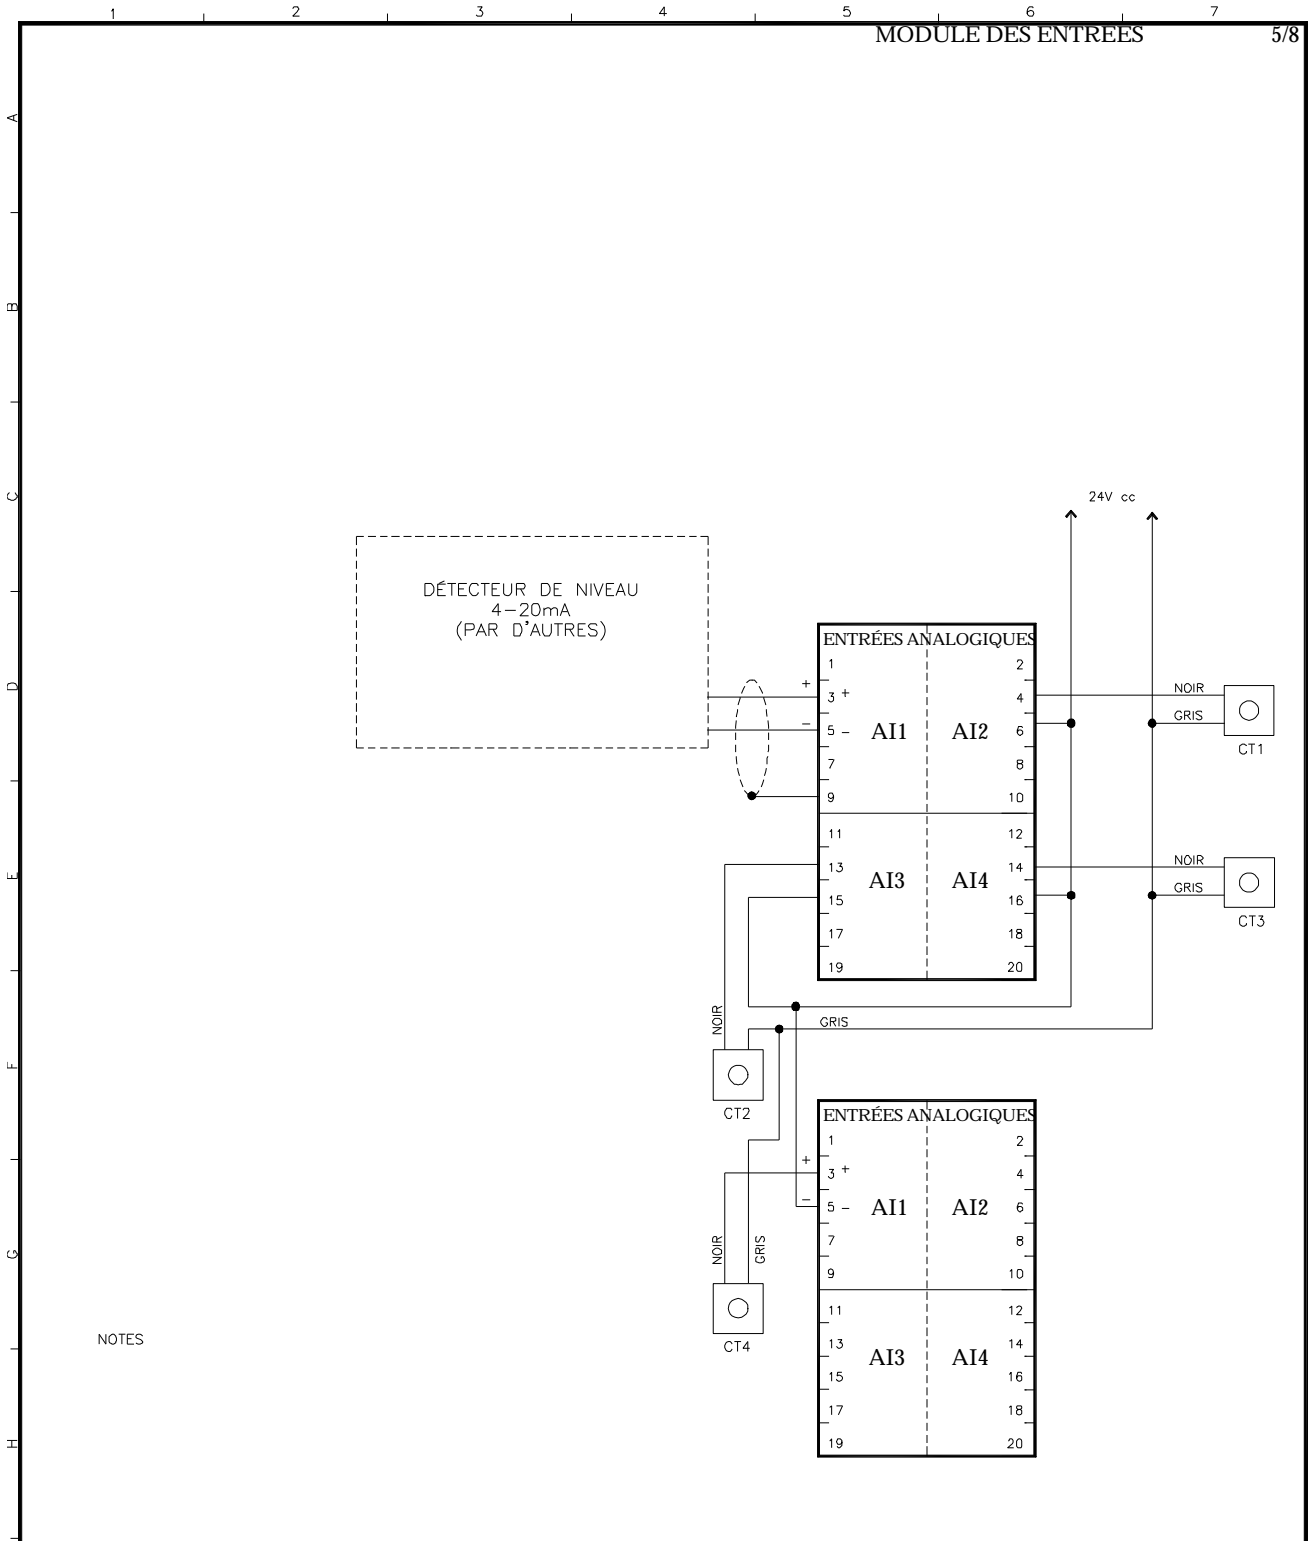 1 2 3 4 5 6 7
MODULE DES ENTREES 5/8
A
B
C
D
E
F
G
H
24V cc
DÉTECTEUR DE NIVEAU
4-20mA
(PAR D'AUTRES)
ENTRÉES ANALOGIQUES
1 2
+ 3 + 4
− 5 − AI1 AI2 6
7 8
9 10
11 12
13 14
AI3 AI4
15 16
17 18
19 20
NOIR
GRIS
CT1
NOIR
GRIS
CT3
NOIR
GRIS
CT2
ENTRÉES ANALOGIQUES
1 2
+ 3 + 4
− 5 − AI1 AI2 6
7 8
9 10
11 12
13 14
AI3 AI4
15 16
17 18
19 20
NOIR
GRIS
CT4
NOTES